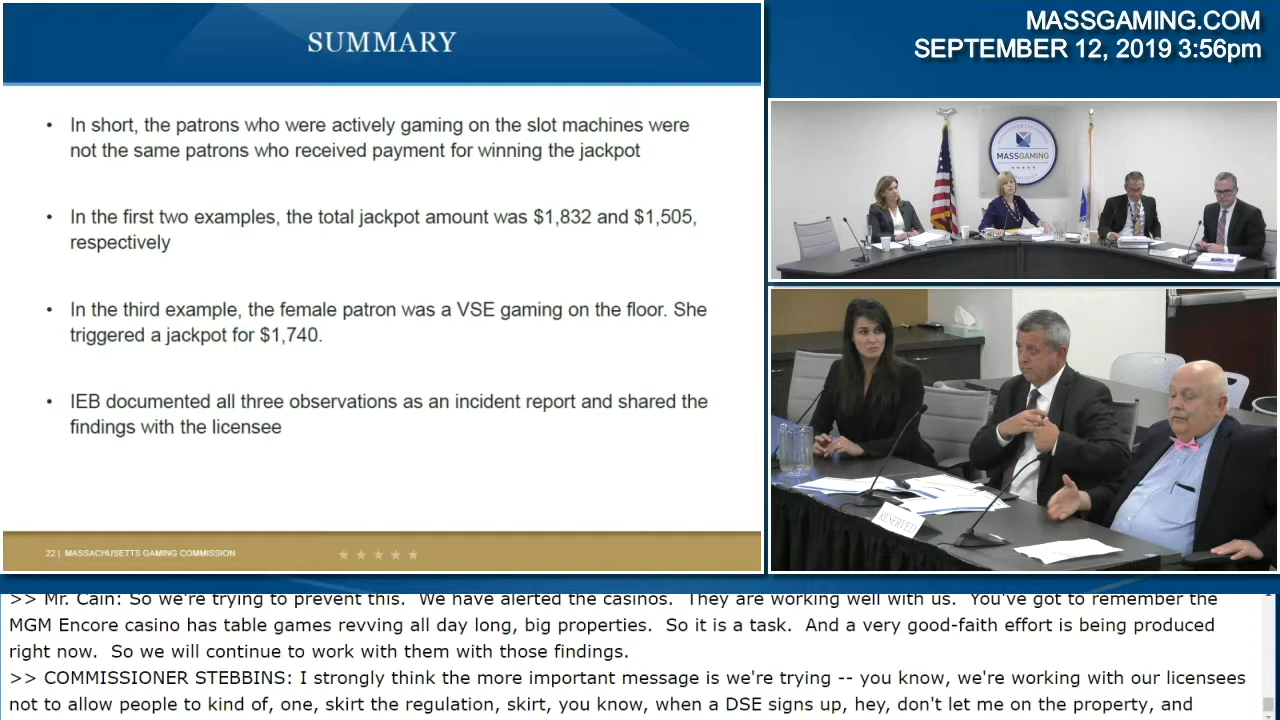 SUMMARY
• In short, the patrons who were actively gaming on the slot machines were
not the same patrons who received payment for winning the jackpot
• In the first two examples, the total jackpot amount was $1,832 and $1,505,
respectively
• In the third example, the female patron was a VSE gaming on the floor. She
triggered a jackpot for $1,740.
• IEB documented all three observations as an incident report and shared the
findings with the licensee
22 | MASSACHUSETTS GAMING COMMISSION
MASSGAMING.COM
SEPTEMBER 12, 2019 3:56pm
MASSGAMING
RESERVED
>> Mr. Cain: So we're trying to prevent this. We have alerted the casinos. They are working well with us. You've got to remember the
MGM Encore casino has table games revving all day long, big properties. So it is a task. And a very good-faith effort is being produced
right now. So we will continue to work with them with those findings.
>> COMMISSIONER STEBBINS: I strongly think the more important message is we're trying -- you know, we're working with our licensees
not to allow people to kind of, one, skirt the regulation, skirt, you know, when a DSE signs up, hey, don't let me on the property, and